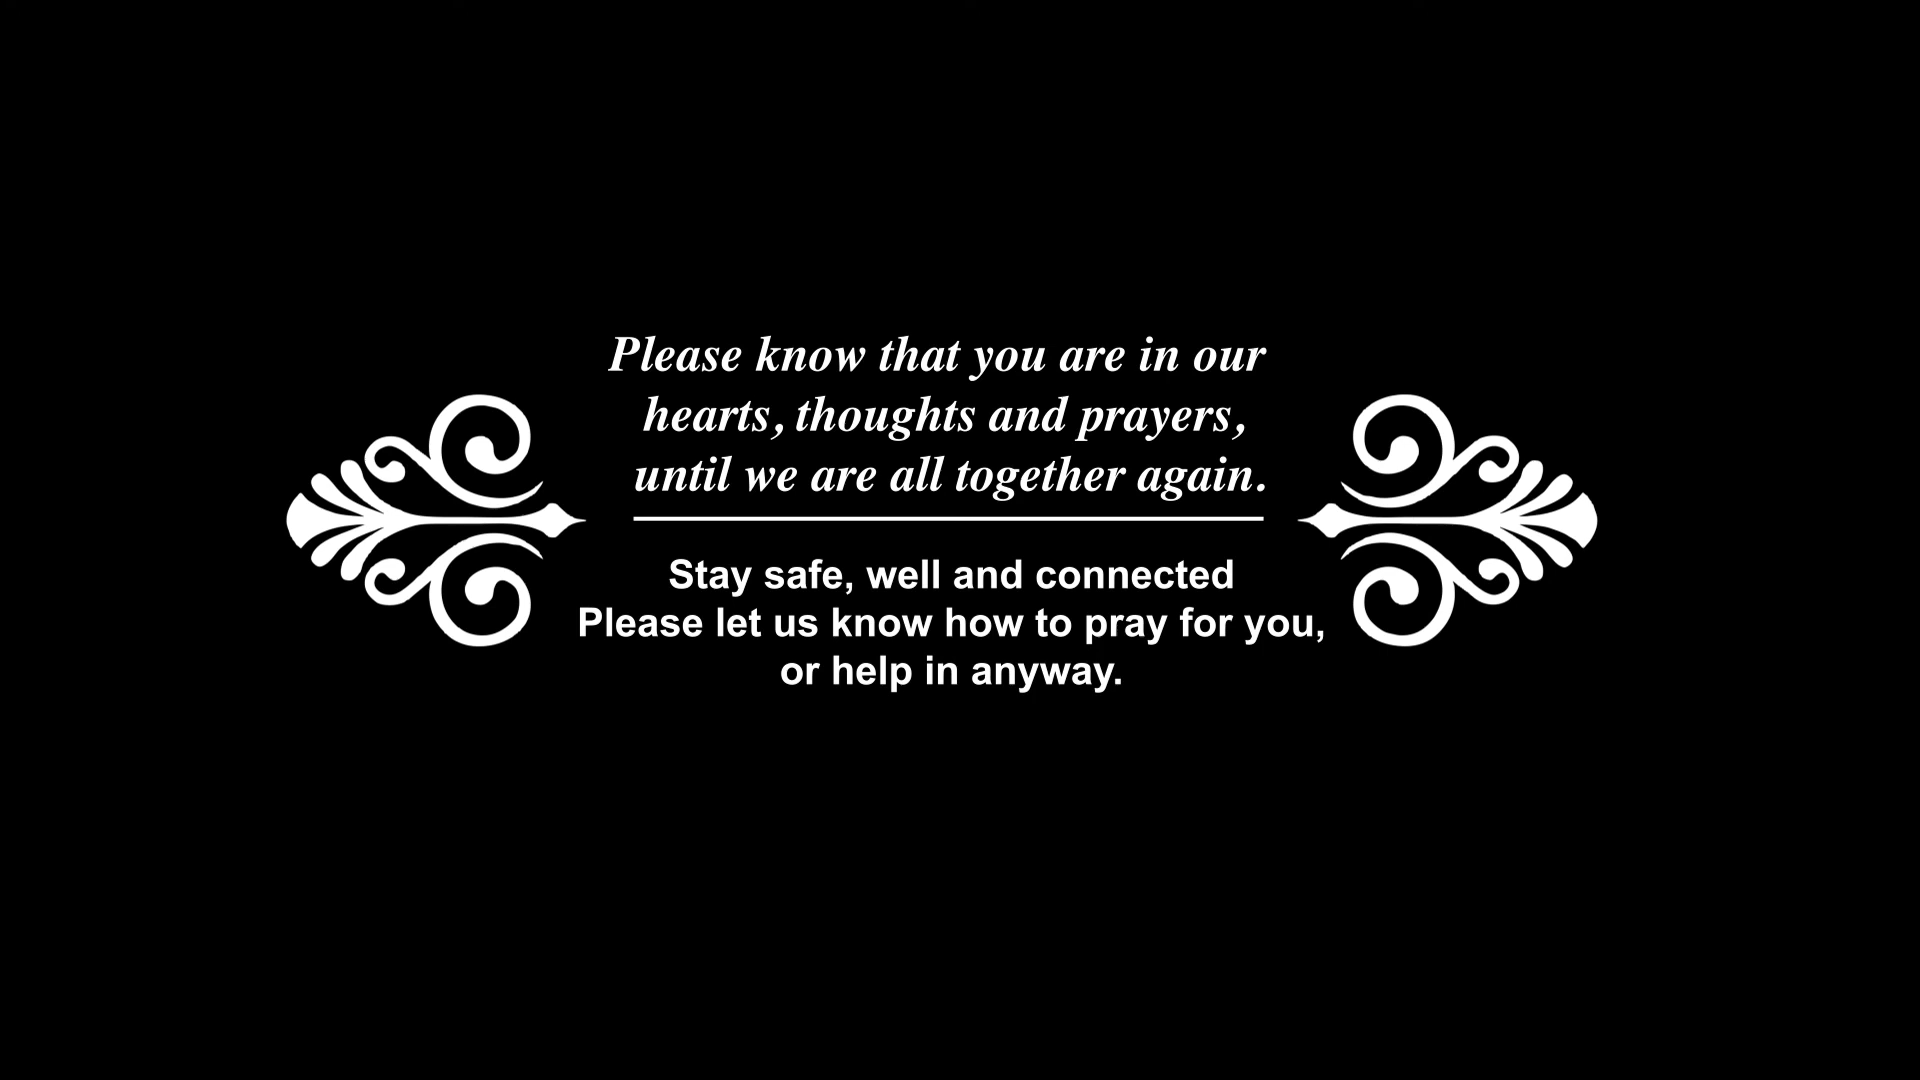 Please know that you are in our
hearts, thoughts and prayers,
until we are all together again.
Stay safe, well and connected
Please let us know how to pray for you,
or help in anyway.